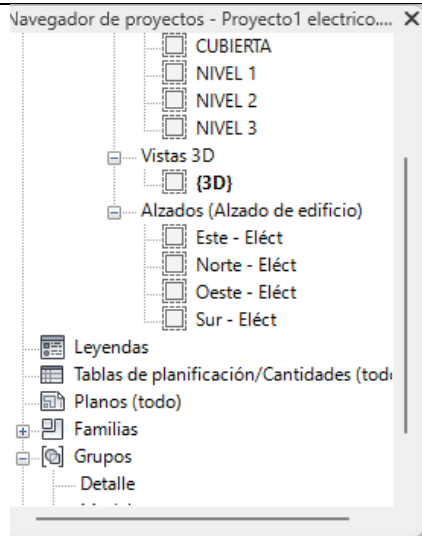 Navegador de proyectos - Proyecto1 electrico....
CUBIERTA
NIVEL 1
NIVEL 2
NIVEL 3
Vistas 3D
{3D}
Alzados (Alzado de edificio)
Este - Eléct
Norte - Eléct
Oeste - Eléct
Sur - Eléct
Leyendas
Tablas de planificación/Cantidades (todo
Planos (todo)
Familias
Grupos
Detalle